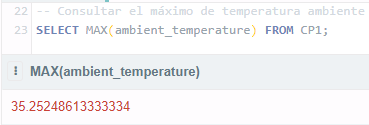 22 -- Consultar el máximo de temperatura ambiente
23 SELECT MAX(ambient_temperature) FROM CP1;
MAX(ambient_temperature)
35.25248613333334